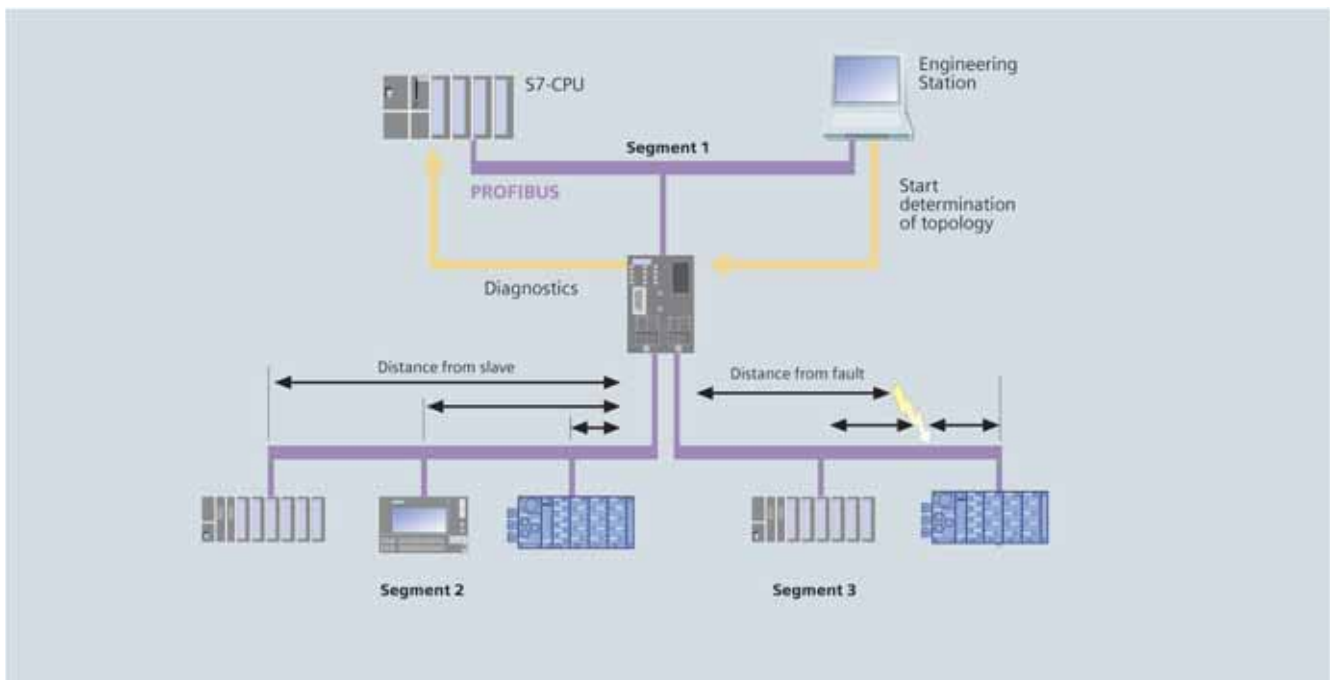 S7-CPU
Engineering
Station
Segment 1
PROFIBUS
Start
determination
of topology
Diagnostics
Distance from slave
Distance from fault
Segment 2
Segment 3